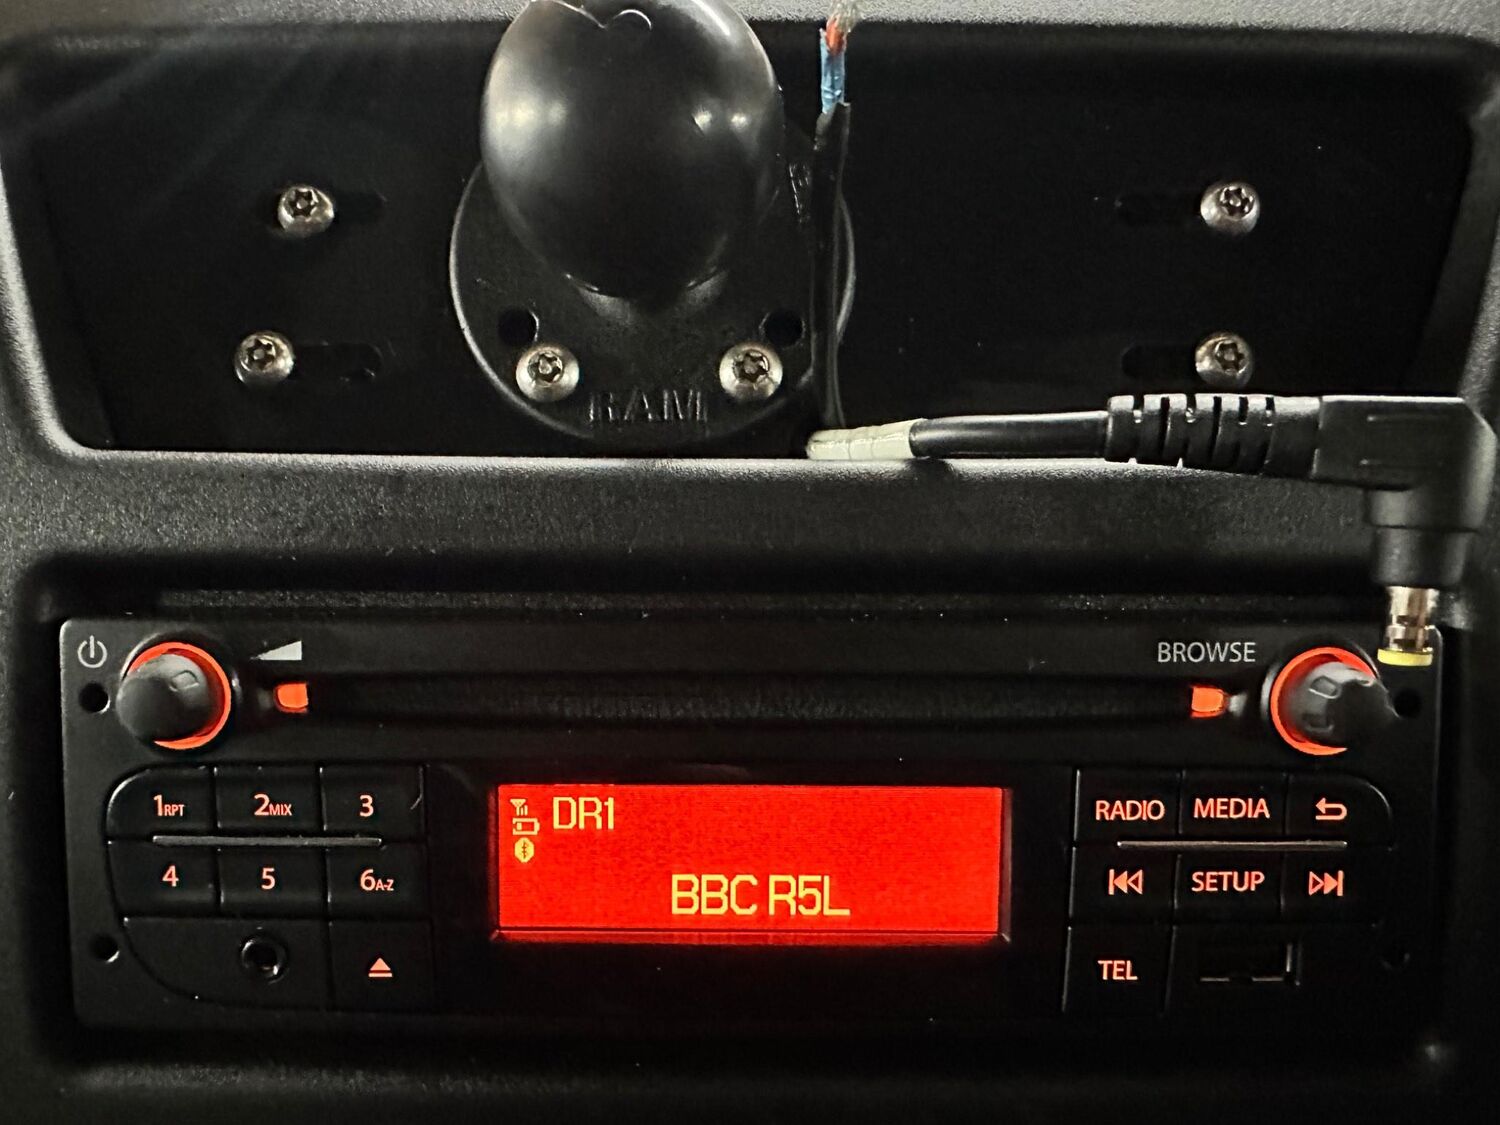 RAM
BROWSE
1RPT
2MIX
3
4
5
6A-Z
DR1
BBC R5L
RADIO
MEDIA
SETUP
TEL